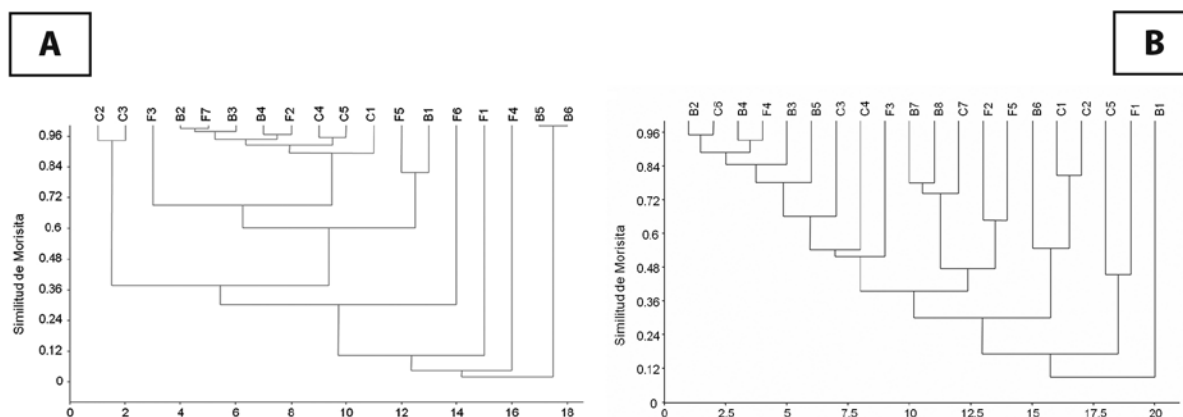 A
C2 C3 F3 B2 F7 B3 B4 F2 C4 C5 C1 F5 B1 F6 F1 F4 B5 B6
0.96
0.84
0.72
0.6
0.48
0.36
0.24
0.12
0
Similitud de Morisita
0 2 4 6 8 10 12 14 16 18
B
B2 C6 B4 F4 B3 B5 C3 C4 F3 B7 B8 C7 F2 F5 B6 C1 C2 C5 F1 B1
0.96
0.84
0.72
0.6
0.48
0.36
0.24
0.12
0
Similitud de Morisita
0 2.5 5 7.5 10 12.5 15 17.5 20